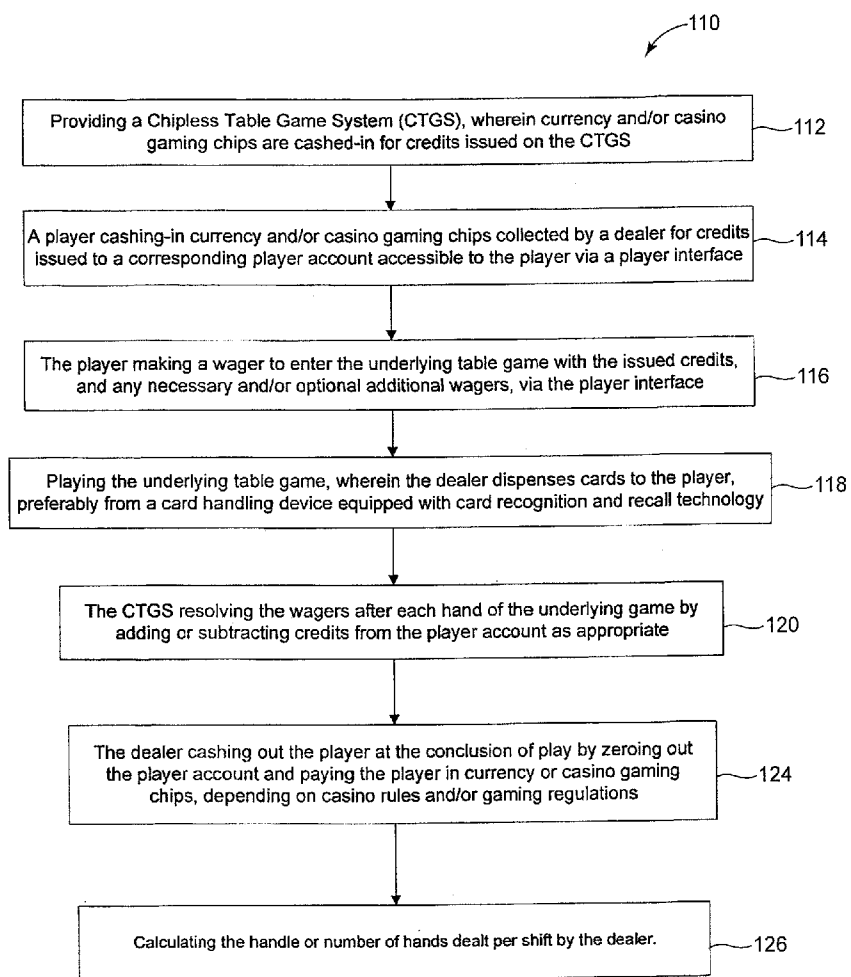 110
Providing a Chipless Table Game System (CTGS), wherein currency and/or casino
gaming chips are cashed-in for credits issued on the CTGS
112
A player cashing-in currency and/or casino gaming chips collected by a dealer for credits
issued to a corresponding player account accessible to the player via a player interface
114
The player making a wager to enter the underlying table game with the issued credits,
and any necessary and/or optional additional wagers, via the player interface
116
Playing the underlying table game, wherein the dealer dispenses cards to the player,
preferably from a card handling device equipped with card recognition and recall technology
118
The CTGS resolving the wagers after each hand of the underlying game by
adding or subtracting credits from the player account as appropriate
120
The dealer cashing out the player at the conclusion of play by zeroing out
the player account and paying the player in currency or casino gaming
chips, depending on casino rules and/or gaming regulations
124
Calculating the handle or number of hands dealt per shift by the dealer.
126